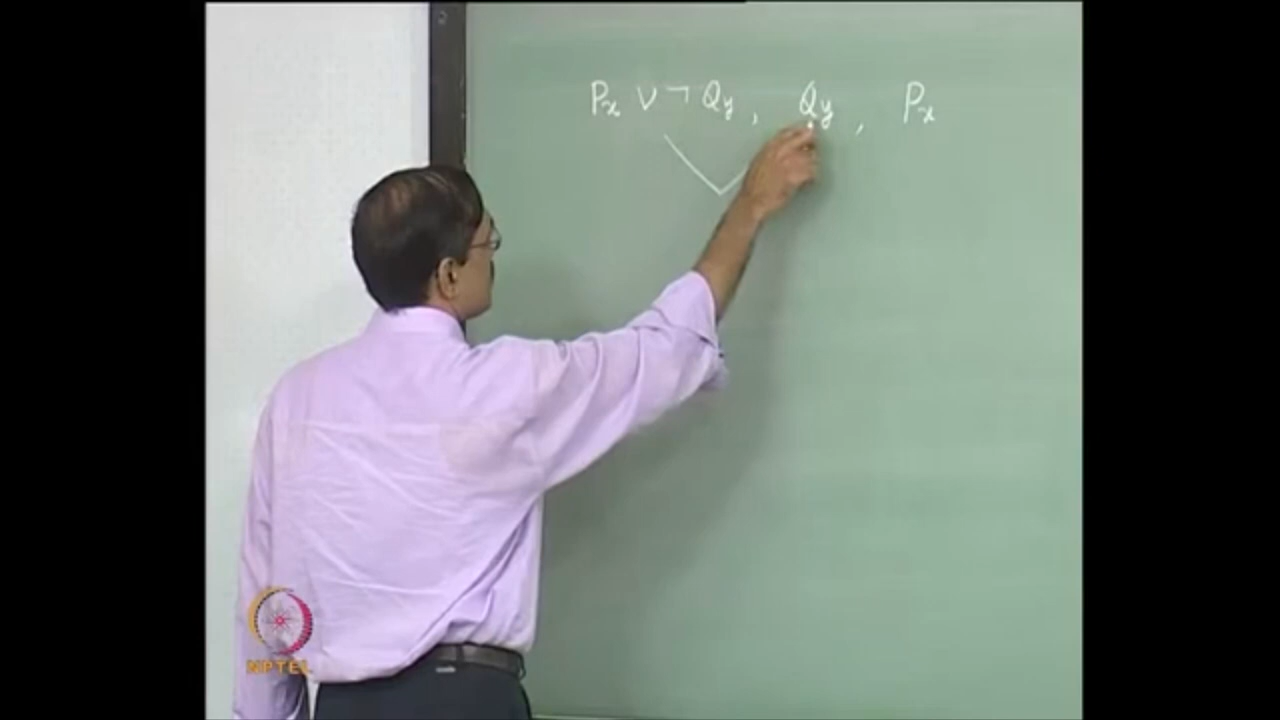 Px ∨ ¬ Qy , Qy , Px
NPTEL